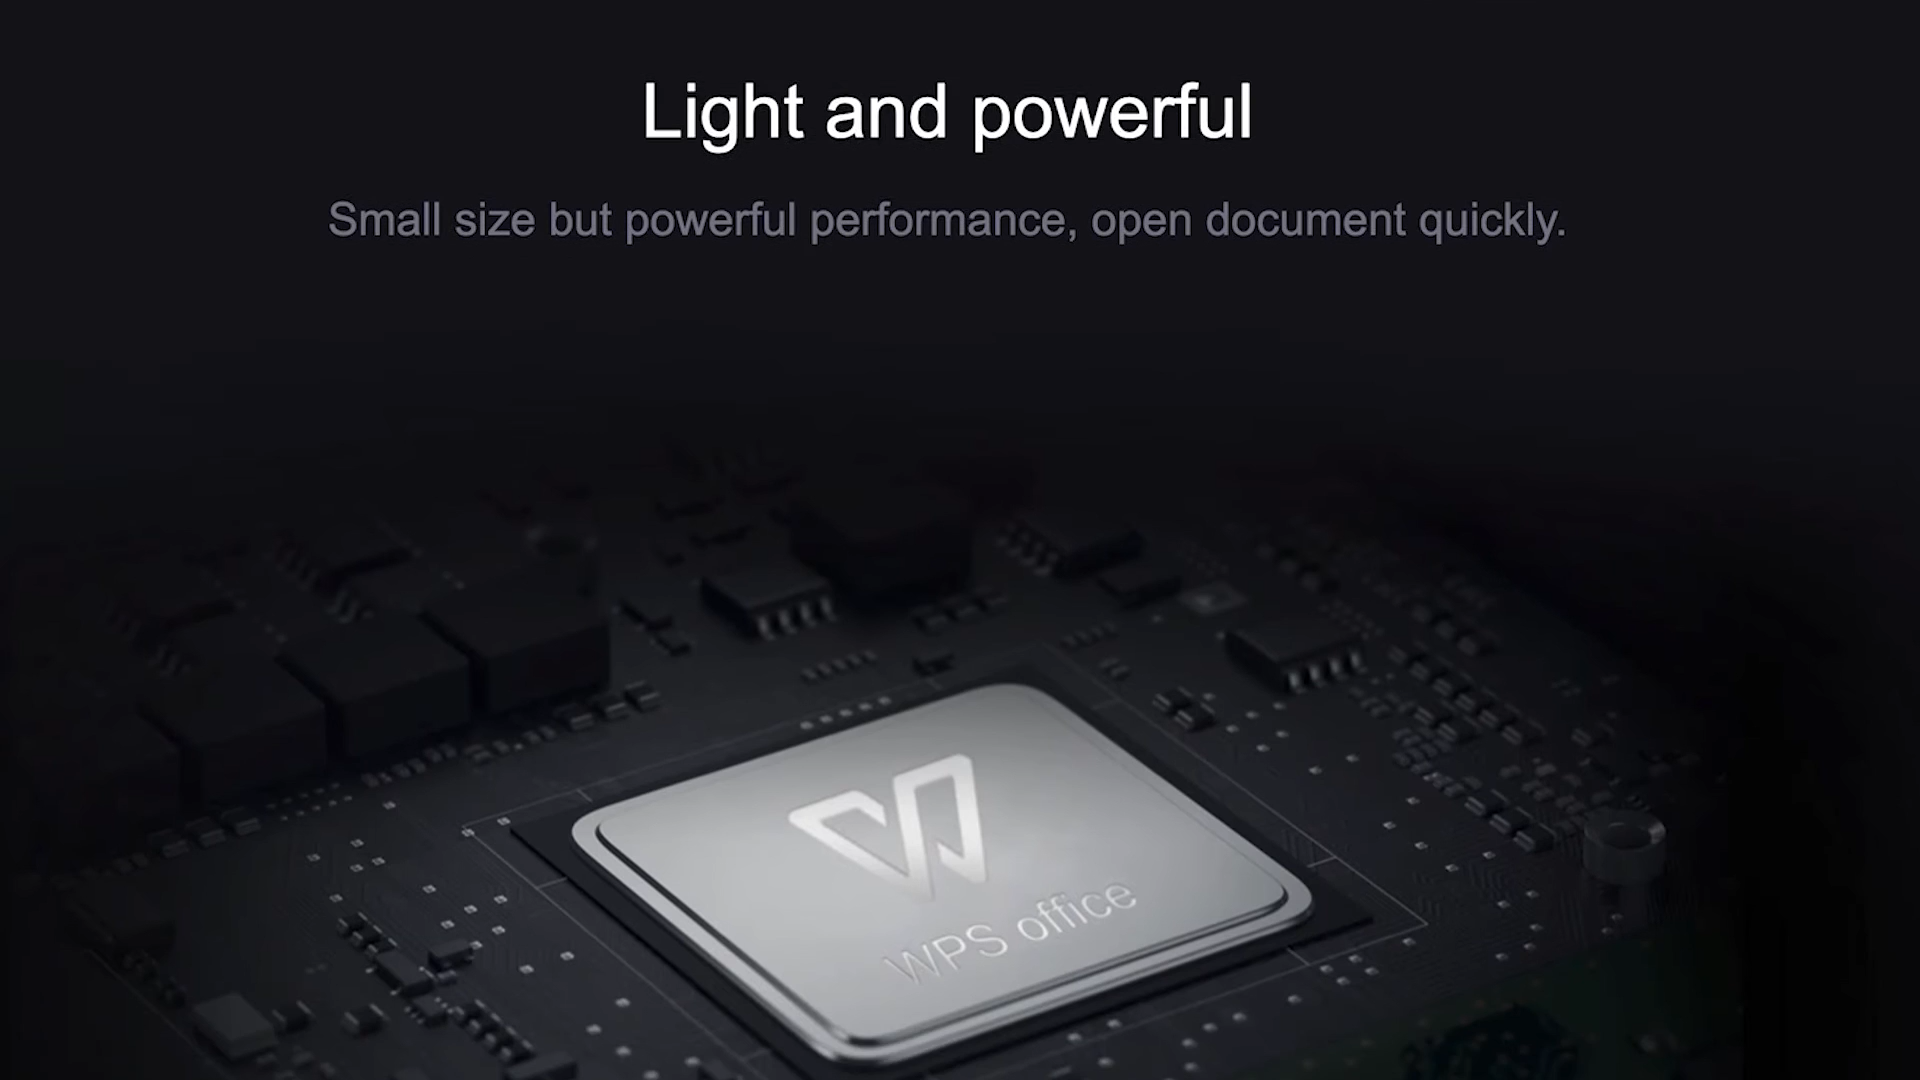 Light and powerful
Small size but powerful performance, open document quickly.
WPS office